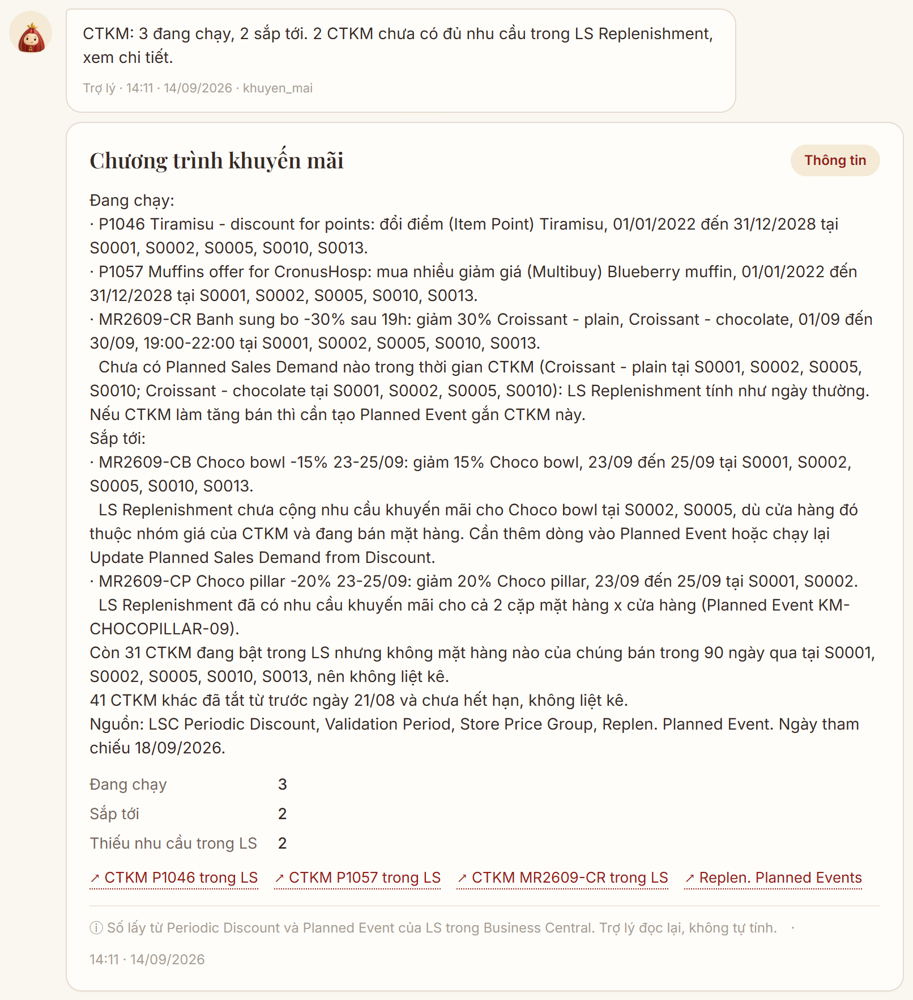 CTKM: 3 đang chạy, 2 sắp tới. 2 CTKM chưa có đủ nhu cầu trong LS Replenishment,
xem chi tiết.
Trợ lý · 14:11 · 14/09/2026 · khuyen_mai
Chương trình khuyến mãi
Thông tin
Đang chạy:
· P1046 Tiramisu - discount for points: đổi điểm (Item Point) Tiramisu, 01/01/2022 đến 31/12/2028 tại
S0001, S0002, S0005, S0010, S0013.
· P1057 Muffins offer for CronusHosp: mua nhiều giảm giá (Multibuy) Blueberry muffin, 01/01/2022 đến
31/12/2028 tại S0001, S0002, S0005, S0010, S0013.
· MR2609-CR Banh sung bo -30% sau 19h: giảm 30% Croissant - plain, Croissant - chocolate, 01/09 đến
30/09, 19:00-22:00 tại S0001, S0002, S0005, S0010, S0013.
Chưa có Planned Sales Demand nào trong thời gian CTKM (Croissant - plain tại S0001, S0002, S0005,
S0010; Croissant - chocolate tại S0001, S0002, S0005, S0010): LS Replenishment tính như ngày thường.
Nếu CTKM làm tăng bán thì cần tạo Planned Event gắn CTKM này.
Sắp tới:
· MR2609-CB Choco bowl -15% 23-25/09: giảm 15% Choco bowl, 23/09 đến 25/09 tại S0001, S0002,
S0005, S0010, S0013.
LS Replenishment chưa cộng nhu cầu khuyến mãi cho Choco bowl tại S0002, S0005, dù cửa hàng đó
thuộc nhóm giá của CTKM và đang bán mặt hàng. Cần thêm dòng vào Planned Event hoặc chạy lại
Update Planned Sales Demand from Discount.
· MR2609-CP Choco pillar -20% 23-25/09: giảm 20% Choco pillar, 23/09 đến 25/09 tại S0001, S0002.
LS Replenishment đã có nhu cầu khuyến mãi cho cả 2 cặp mặt hàng x cửa hàng (Planned Event KM-
CHOCOPILLAR-09).
Còn 31 CTKM đang bật trong LS nhưng không mặt hàng nào của chúng bán trong 90 ngày qua tại S0001,
S0002, S0005, S0010, S0013, nên không liệt kê.
41 CTKM khác đã tắt từ trước ngày 21/08 và chưa hết hạn, không liệt kê.
Nguồn: LSC Periodic Discount, Validation Period, Store Price Group, Replen. Planned Event. Ngày tham
chiếu 18/09/2026.
Đang chạy 3
Sắp tới 2
Thiếu nhu cầu trong LS 2
↗ CTKM P1046 trong LS ↗ CTKM P1057 trong LS ↗ CTKM MR2609-CR trong LS ↗ Replen. Planned Events
ⓘ Số lấy từ Periodic Discount và Planned Event của LS trong Business Central. Trợ lý đọc lại, không tự tính. ·
14:11 · 14/09/2026